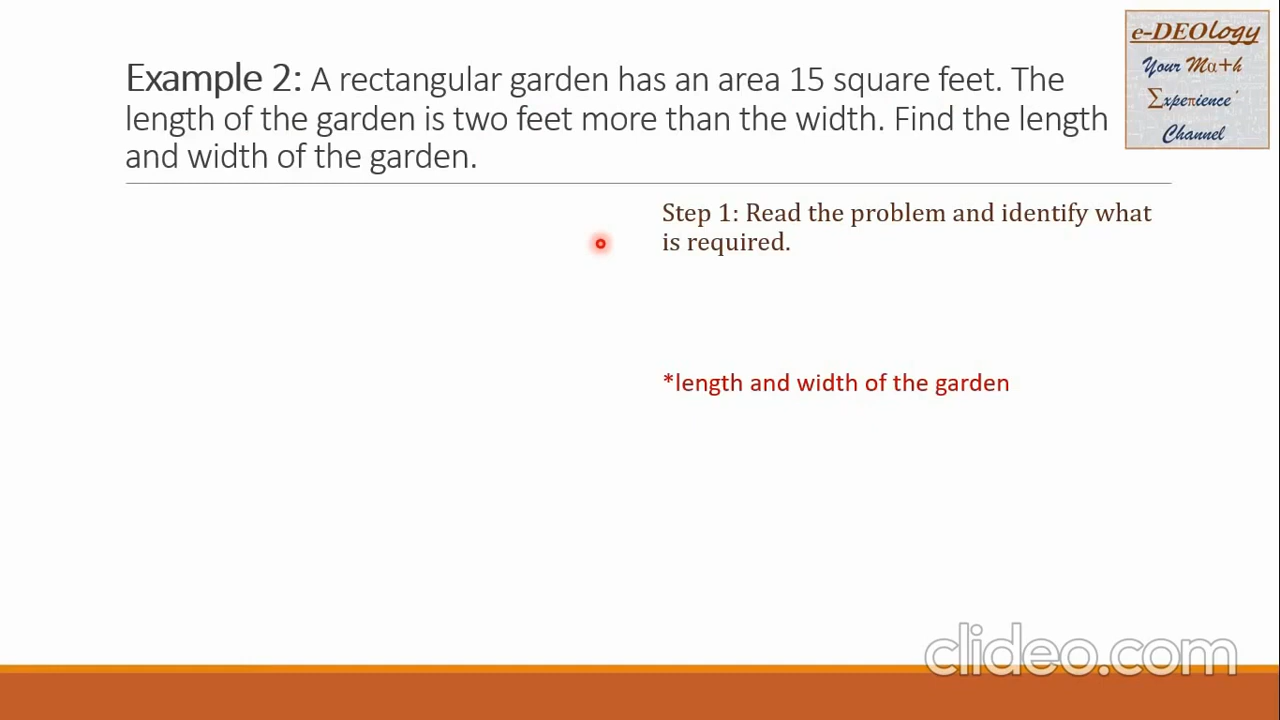 e-DEOlogy
Your Mα+h
Σxpeπience'
Channel
Example 2: A rectangular garden has an area 15 square feet. The
length of the garden is two feet more than the width. Find the length
and width of the garden.
Step 1: Read the problem and identify what
is required.
*length and width of the garden
clideo.com